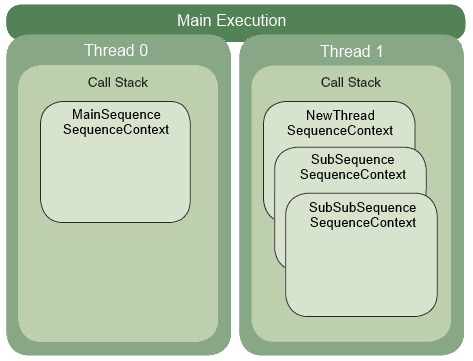 Main Execution
Thread 0
Call Stack
MainSequence
SequenceContext
Thread 1
Call Stack
NewThread
SequenceContext
SubSequence
SequenceContext
SubSubSequence
SequenceContext